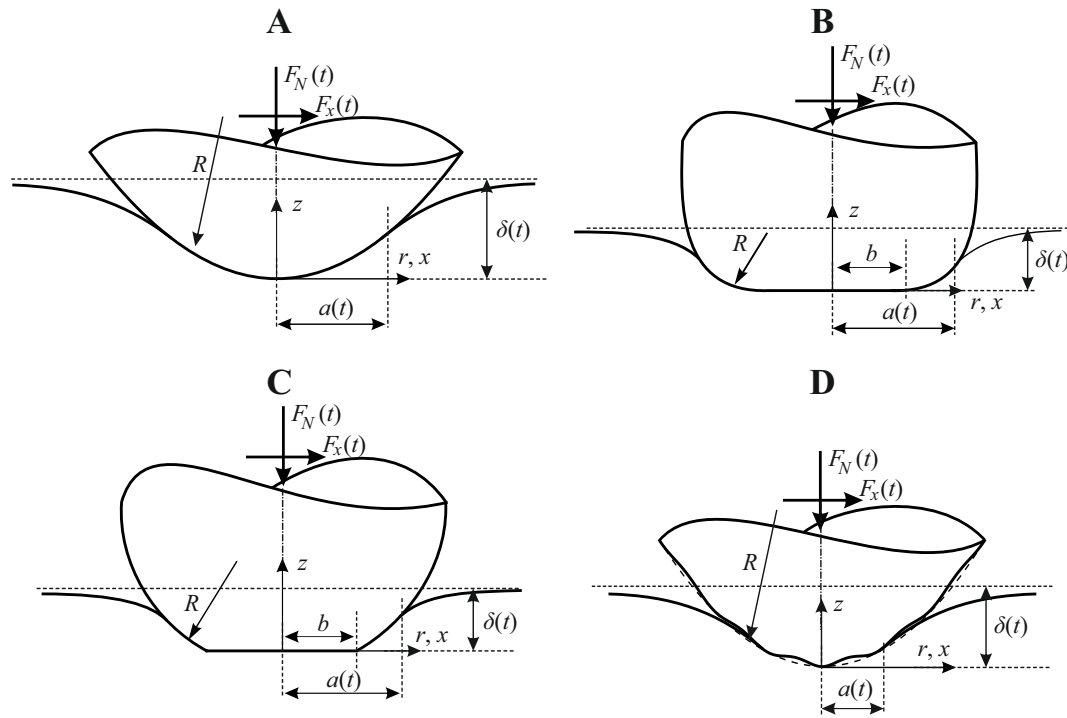 A
F_N(t)
F_x(t)
R
z
δ(t)
r, x
a(t)
B
F_N(t)
F_x(t)
z
R
b
δ(t)
r, x
a(t)
C
F_N(t)
F_x(t)
z
R
b
δ(t)
r, x
a(t)
D
F_N(t)
F_x(t)
R
z
δ(t)
r, x
a(t)